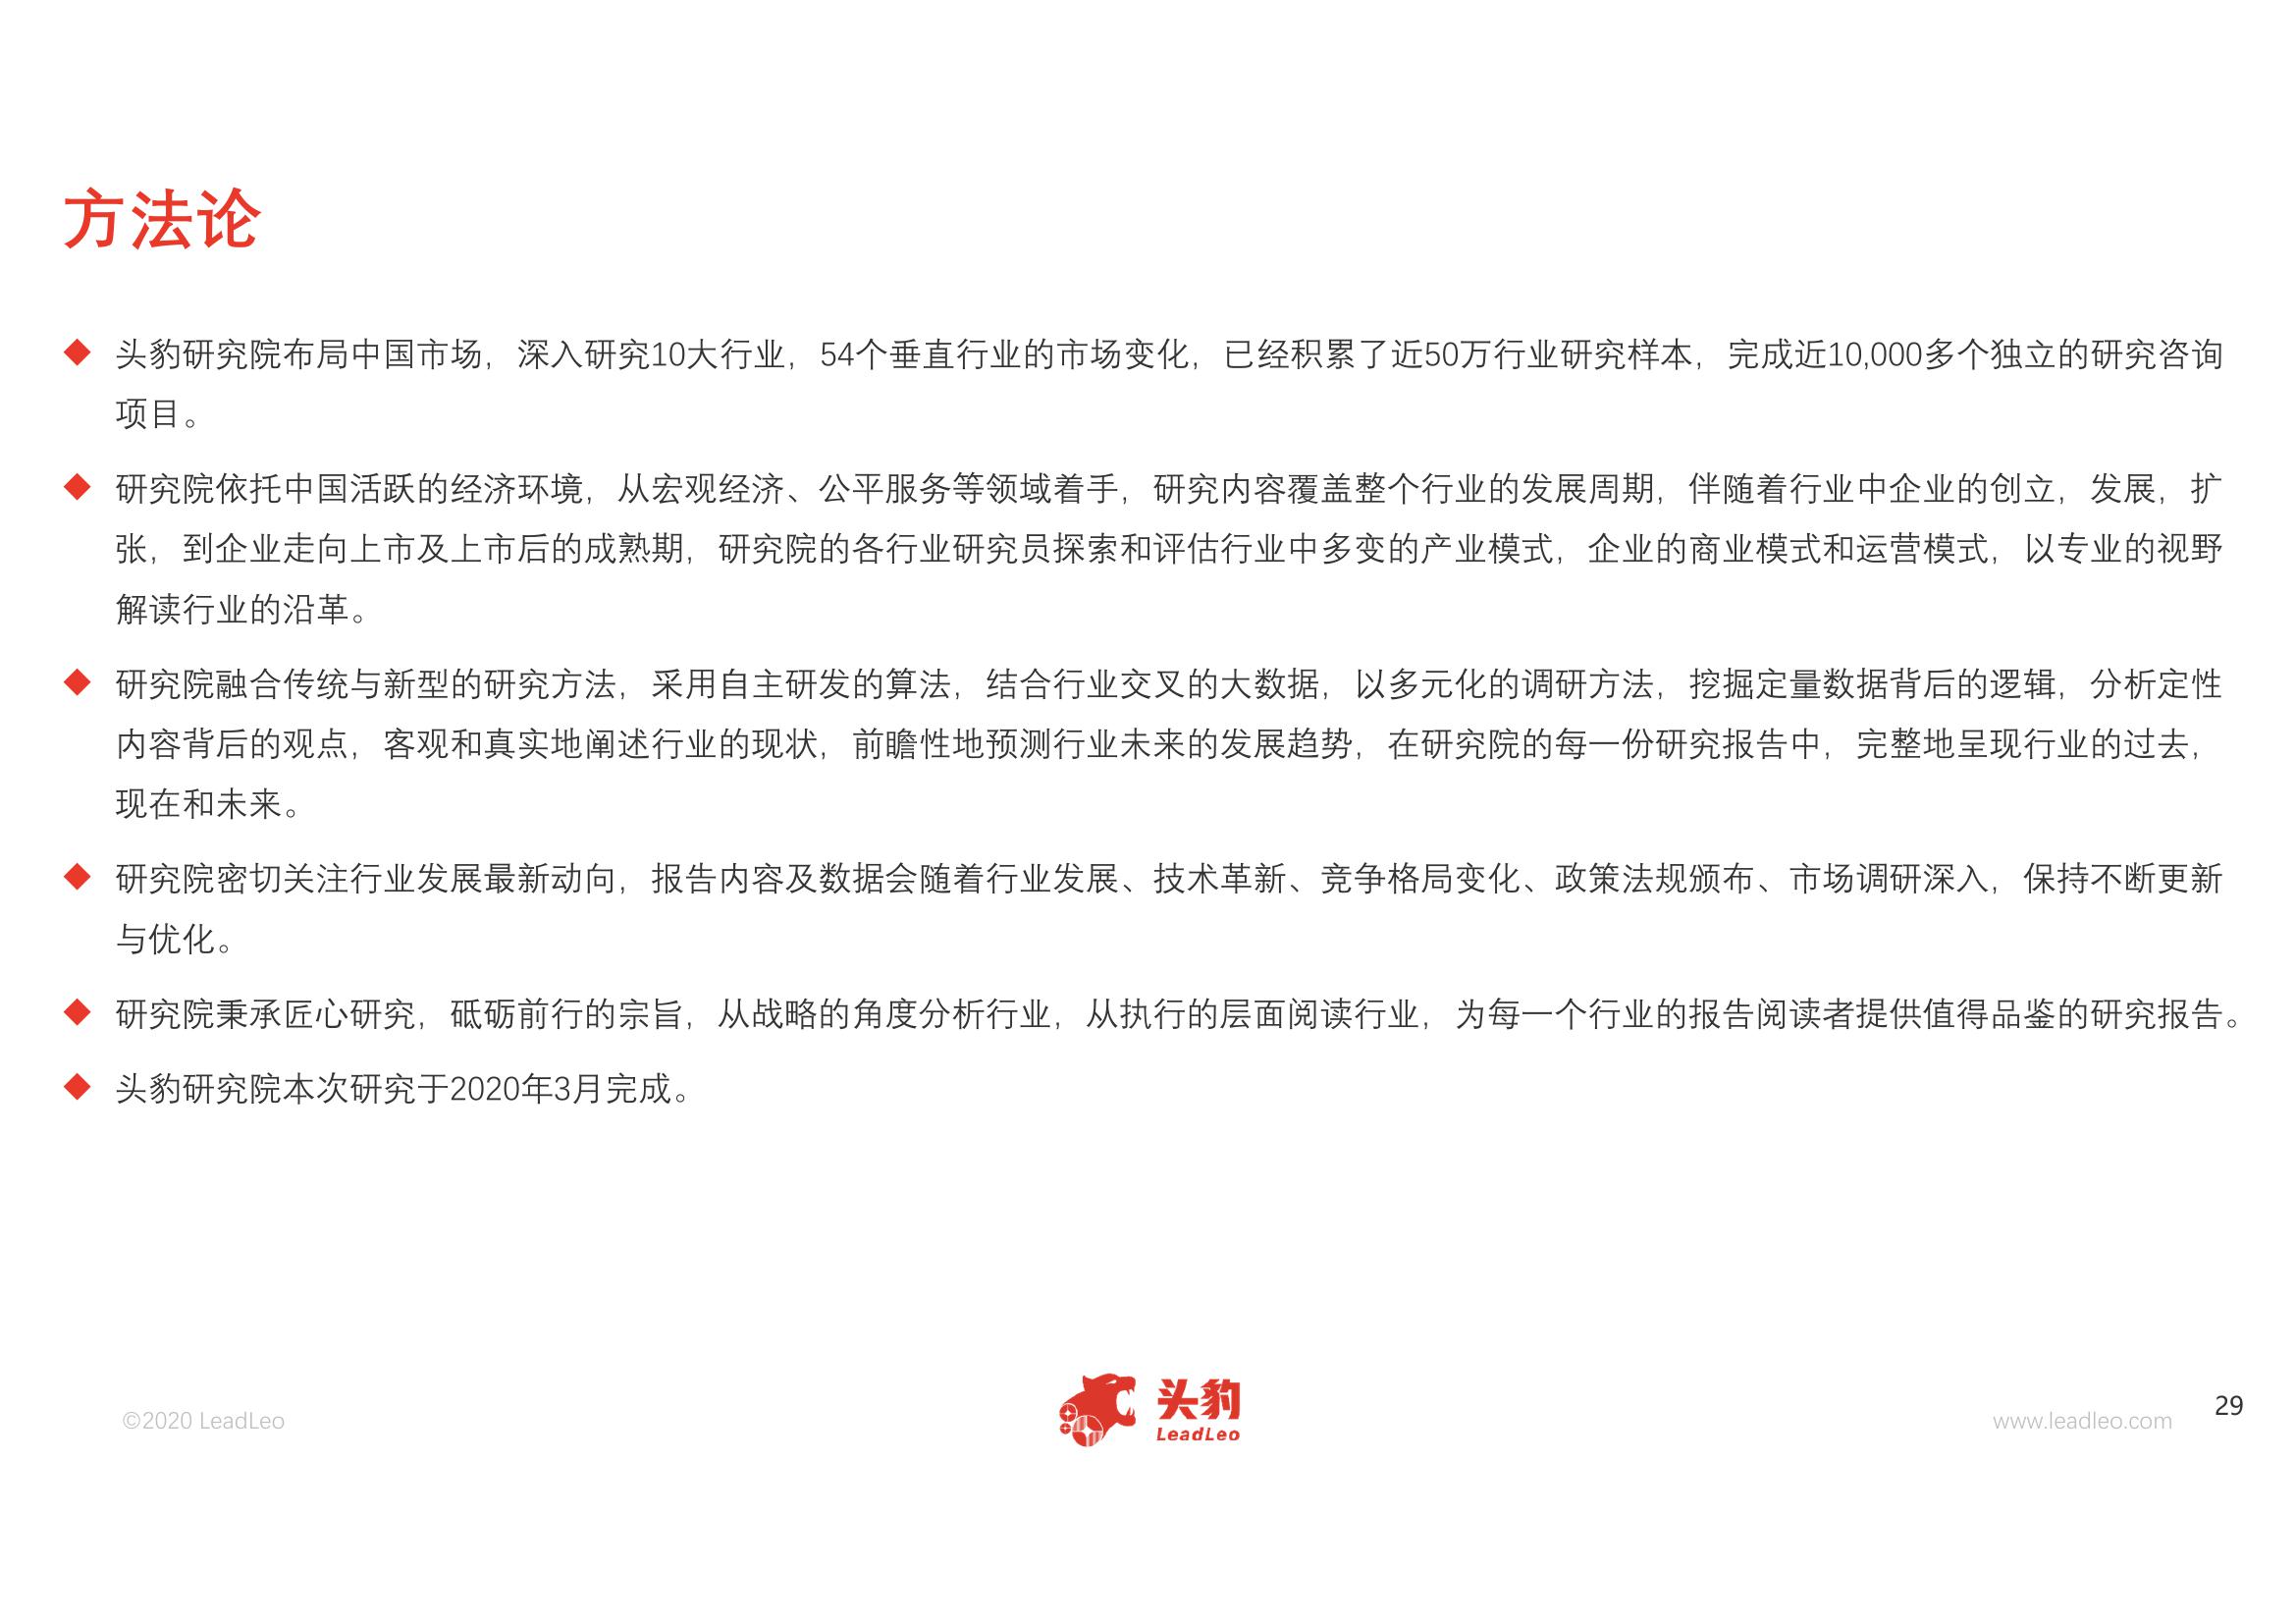 方法论
◆ 头豹研究院布局中国市场，深入研究10大行业，54个垂直行业的市场变化，已经积累了近50万行业研究样本，完成近10,000多个独立的研究咨询
项目。
◆ 研究院依托中国活跃的经济环境，从宏观经济、公平服务等领域着手，研究内容覆盖整个行业的发展周期，伴随着行业中企业的创立，发展，扩
张，到企业走向上市及上市后的成熟期，研究院的各行业研究员探索和评估行业中多变的产业模式，企业的商业模式和运营模式，以专业的视野
解读行业的沿革。
◆ 研究院融合传统与新型的研究方法，采用自主研发的算法，结合行业交叉的大数据，以多元化的调研方法，挖掘定量数据背后的逻辑，分析定性
内容背后的观点，客观和真实地阐述行业的现状，前瞻性地预测行业未来的发展趋势，在研究院的每一份研究报告中，完整地呈现行业的过去，
现在和未来。
◆ 研究院密切关注行业发展最新动向，报告内容及数据会随着行业发展、技术革新、竞争格局变化、政策法规颁布、市场调研深入，保持不断更新
与优化。
◆ 研究院秉承匠心研究，砥砺前行的宗旨，从战略的角度分析行业，从执行的层面阅读行业，为每一个行业的报告阅读者提供值得品鉴的研究报告。
◆ 头豹研究院本次研究于2020年3月完成。
©2020 LeadLeo
头豹
LeadLeo
www.leadleo.com
29